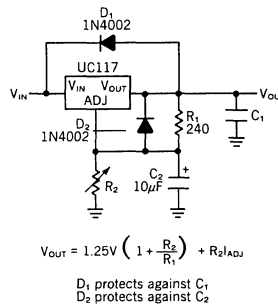 D1
1N4002
UC117
VIN
VIN VOUT
ADJ
VOU
D2
1N4002
R1
240
C1
R2
C2
10μF
+
VOUT = 1.25V ( 1 + R2/R1 ) + R2IADJ
D1 protects against C1
D2 protects against C2